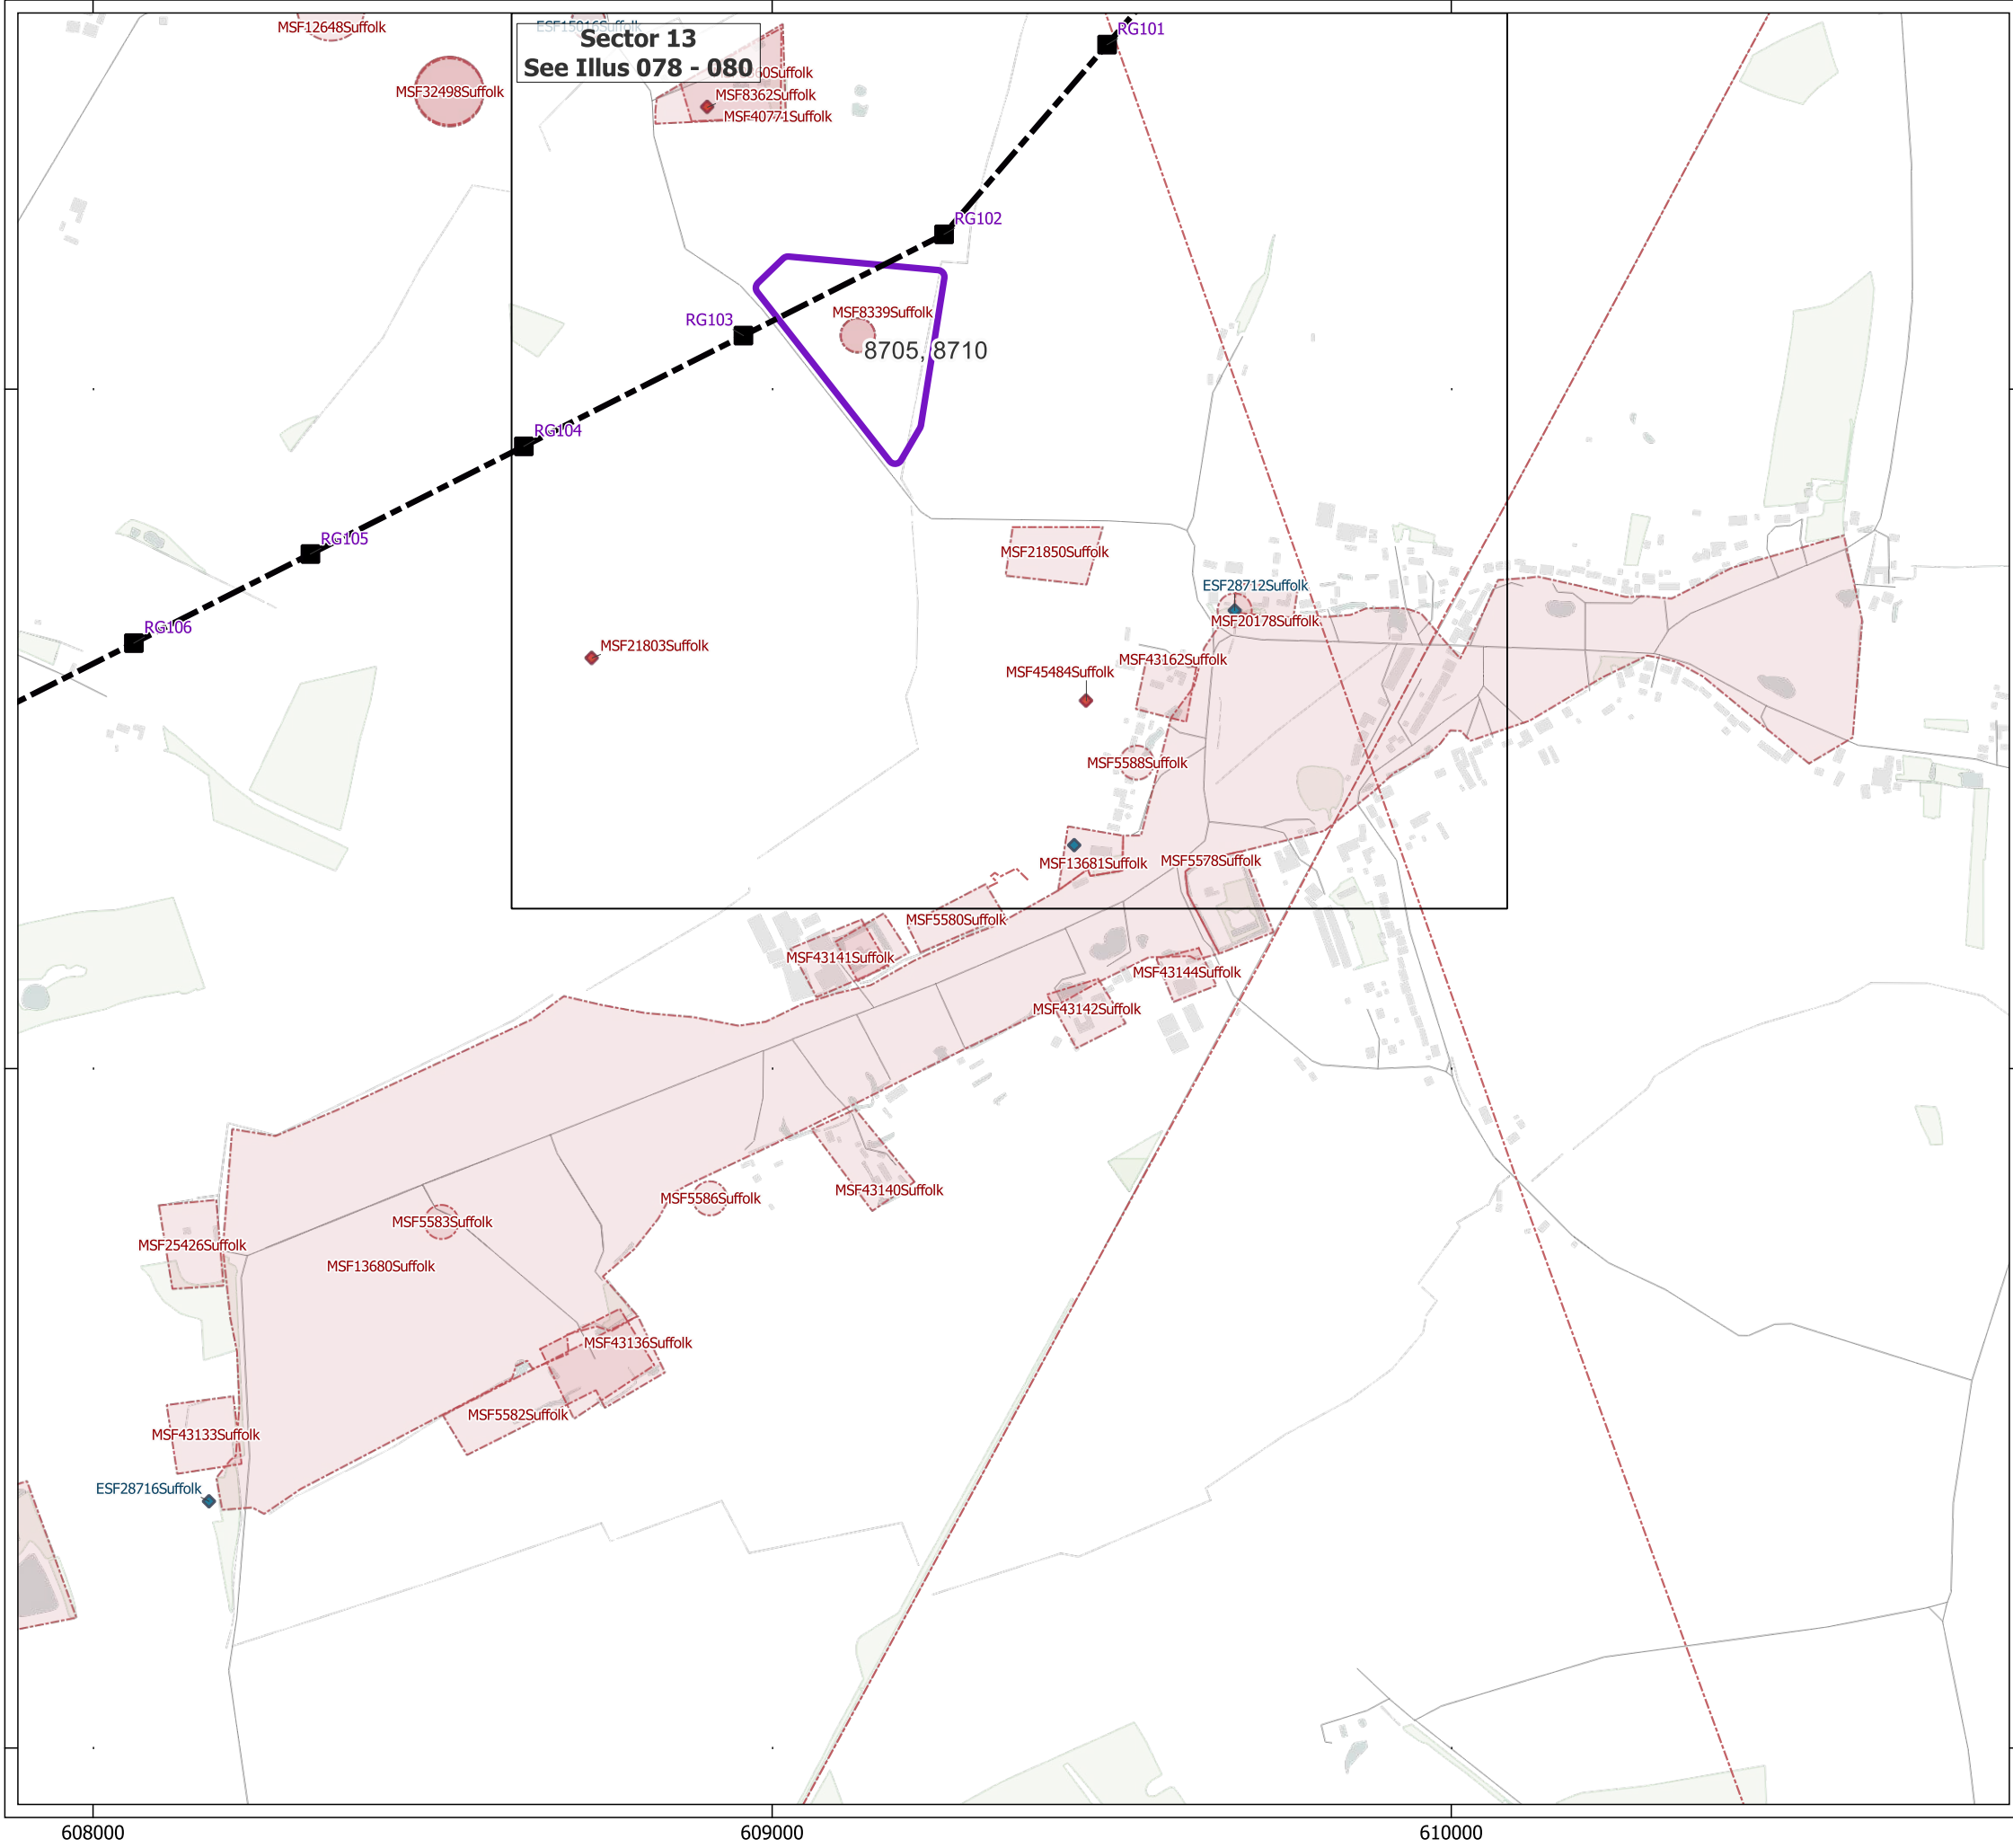 MSF12648Suffolk
ESF15016Suffolk
RG101
Sector 13
See Illus 078 - 080
60Suffolk
MSF32498Suffolk
MSF8362Suffolk
MSF40771Suffolk
RG102
MSF8339Suffolk
RG103
8705, 8710
RG104
RG105
MSF21850Suffolk
ESF28712Suffolk
MSF20178Suffolk
RG106
MSF21803Suffolk
MSF43162Suffolk
MSF45484Suffolk
MSF5588Suffolk
MSF13681Suffolk
MSF5578Suffolk
MSF5580Suffolk
MSF43141Suffolk
MSF43144Suffolk
MSF43142Suffolk
MSF43140Suffolk
MSF5586Suffolk
MSF5583Suffolk
MSF25426Suffolk
MSF13680Suffolk
MSF43136Suffolk
MSF5582Suffolk
MSF43133Suffolk
ESF28716Suffolk
608000
609000
610000